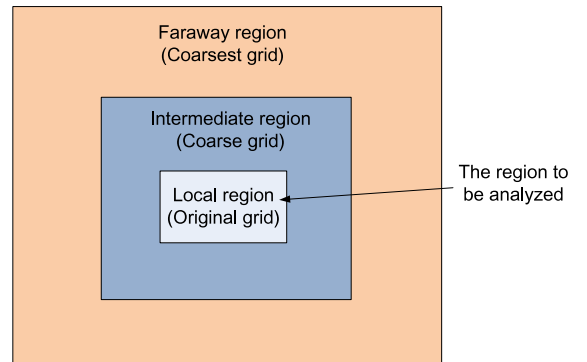 Faraway region
(Coarsest grid)
Intermediate region
(Coarse grid)
Local region
(Original grid)
The region to
be analyzed